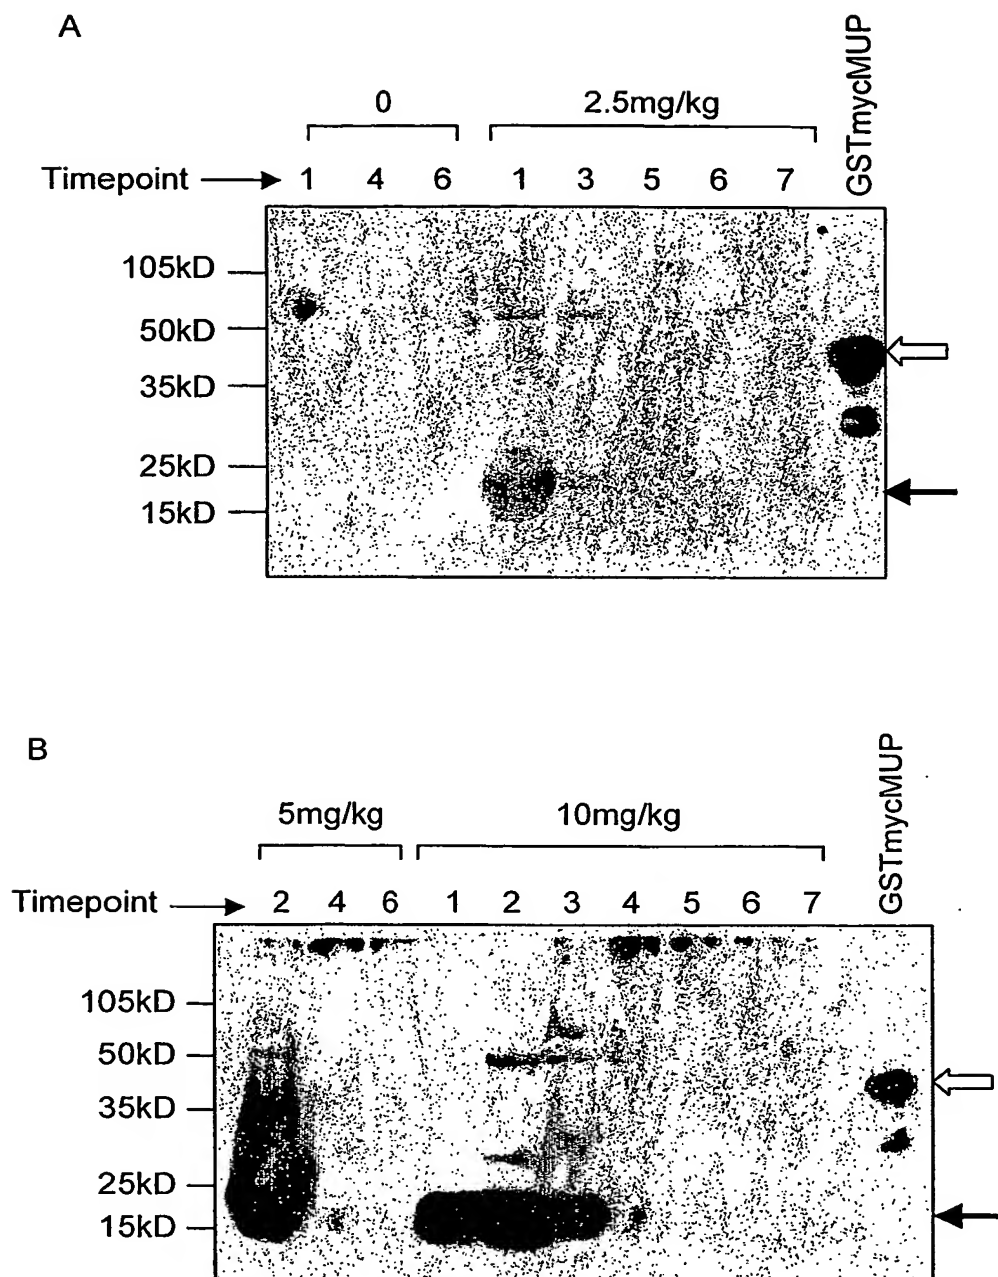 A
0 2.5mg/kg GSTmycMUP
Timepoint 1 4 6 1 3 5 6 7
105kD
50kD
35kD
25kD
15kD
B
5mg/kg 10mg/kg GSTmycMUP
Timepoint 2 4 6 1 2 3 4 5 6 7
105kD
50kD
35kD
25kD
15kD